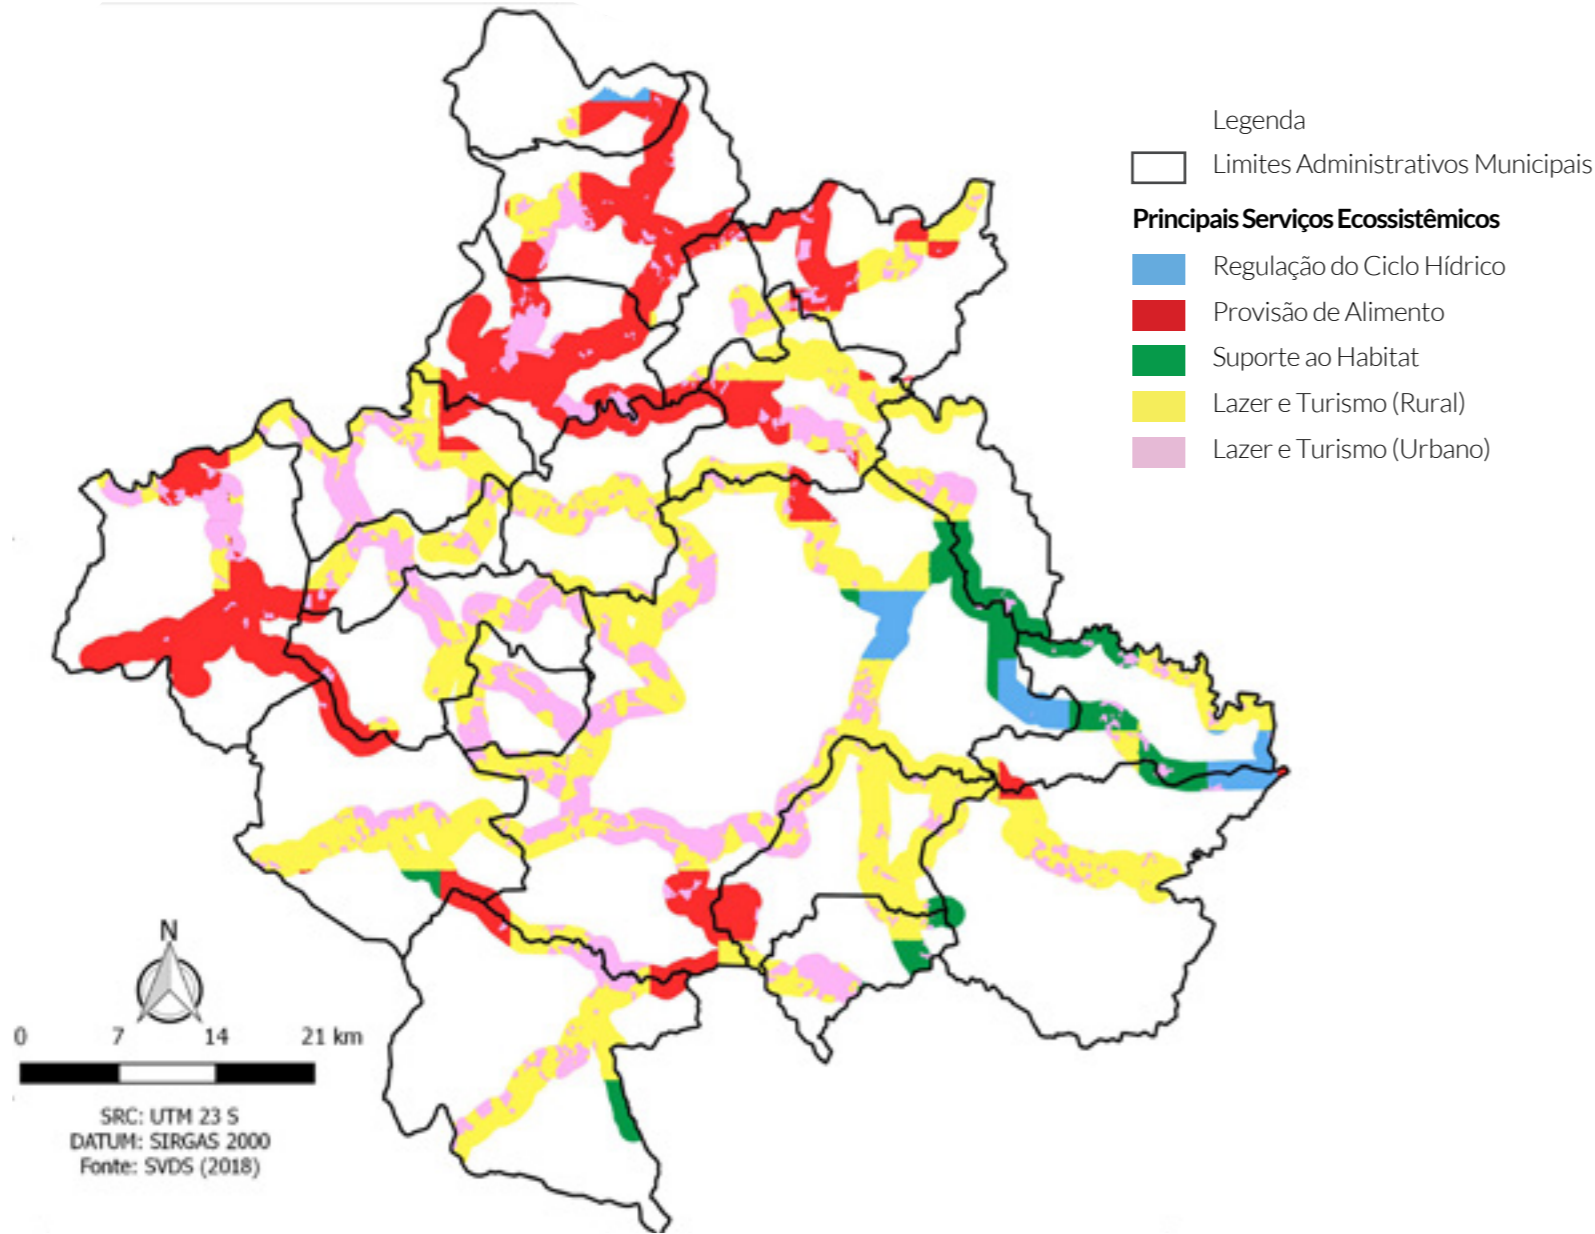 Legenda
Limites Administrativos Municipais
Principais Serviços Ecossistêmicos
Regulação do Ciclo Hídrico
Provisão de Alimento
Suporte ao Habitat
Lazer e Turismo (Rural)
Lazer e Turismo (Urbano)
N
0 7 14 21 km
SRC: UTM 23 S
DATUM: SIRGAS 2000
Fonte: SVDS (2018)